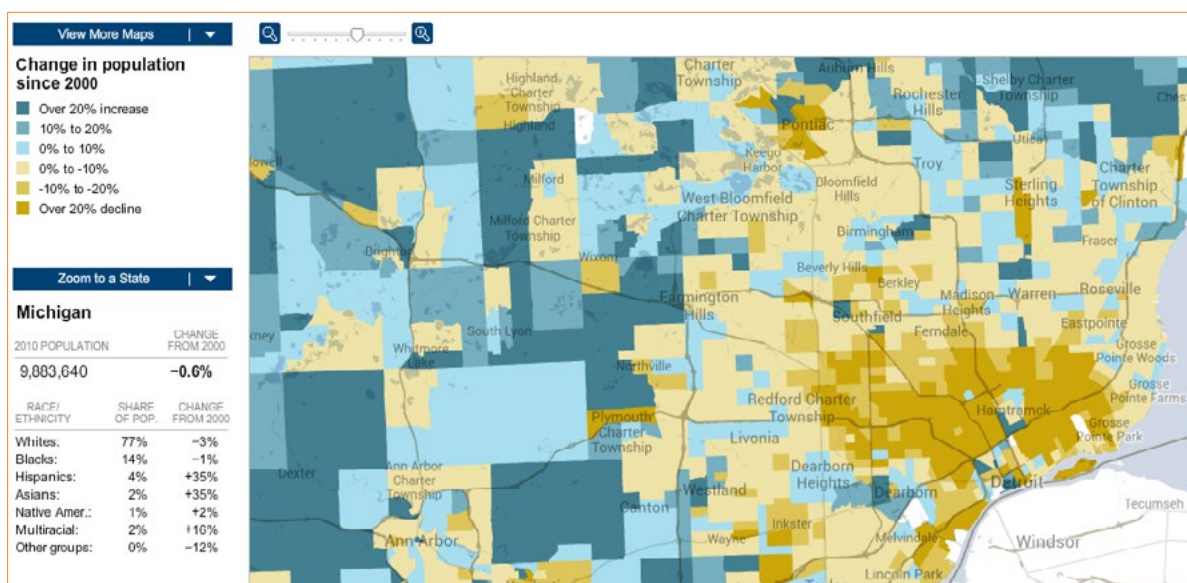 View More Maps
Change in population
since 2000
Over 20% increase
10% to 20%
0% to 10%
0% to -10%
-10% to -20%
Over 20% decline
Zoom to a State
Michigan
2010 POPULATION
CHANGE
FROM 2000
9,883,640
−0.6%
RACE/
ETHNICITY
SHARE
OF POP.
CHANGE
FROM 2000
Whites: 77% −3%
Blacks: 14% −1%
Hispanics: 4% +35%
Asians: 2% +35%
Native Amer.: 1% +2%
Multiracial: 2% +16%
Other groups: 0% −12%
Highland
Charter
Township
Highland
Charter
Township
Auburn Hills
Rochester
Hills
Shelby Charter
Township
Pontiac
Utica
Keego
Harbor
Troy
Milford
Bloomfield
Hills
Sterling
Heights
Charter
Township
of Clinton
West Bloomfield
Charter Township
Milford Charter
Township
Birmingham
Fraser
Brighton
Wixom
Beverly Hills
Berkley
Madison
Heights
Warren
Roseville
Farmington
Hills
Southfield
Ferndale
Eastpointe
South Lyon
Whitmore
Lake
Northville
Grosse
Pointe Woods
Grosse
Pointe Farms
Redford Charter
Township
Hamtramck
Plymouth
Charter
Township
Livonia
Grosse
Pointe Park
Dexter
Ann Arbor
Charter
Township
Dearborn
Heights
Westland
Dearborn
Detroit
Canton
Tecumseh
Inkster
Wayne
Melvindale
Windsor
Ann Arbor
Lincoln Park